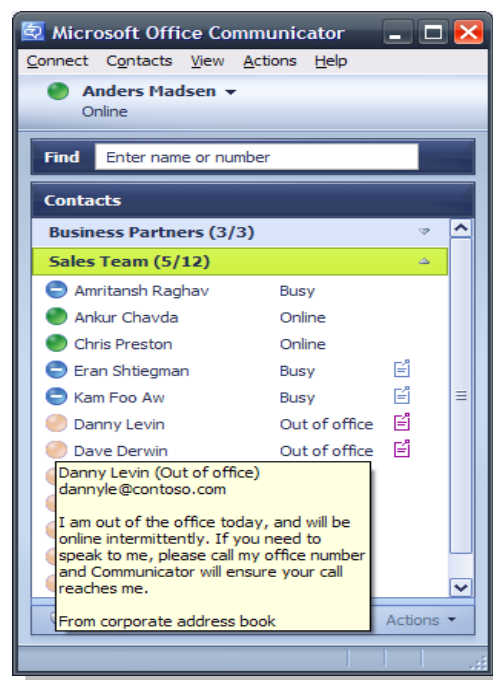 Microsoft Office Communicator
Connect Contacts View Actions Help
Anders Madsen
Online
Find Enter name or number
Contacts
Business Partners (3/3)
Sales Team (5/12)
Amritansh Raghav Busy
Ankur Chavda Online
Chris Preston Online
Eran Shtiegman Busy
Kam Foo Aw Busy
Danny Levin Out of office
Dave Derwin Out of office
Danny Levin (Out of office)
dannyle@contoso.com
I am out of the office today, and will be
online intermittently. If you need to
speak to me, please call my office number
and Communicator will ensure your call
reaches me.
From corporate address book
Actions